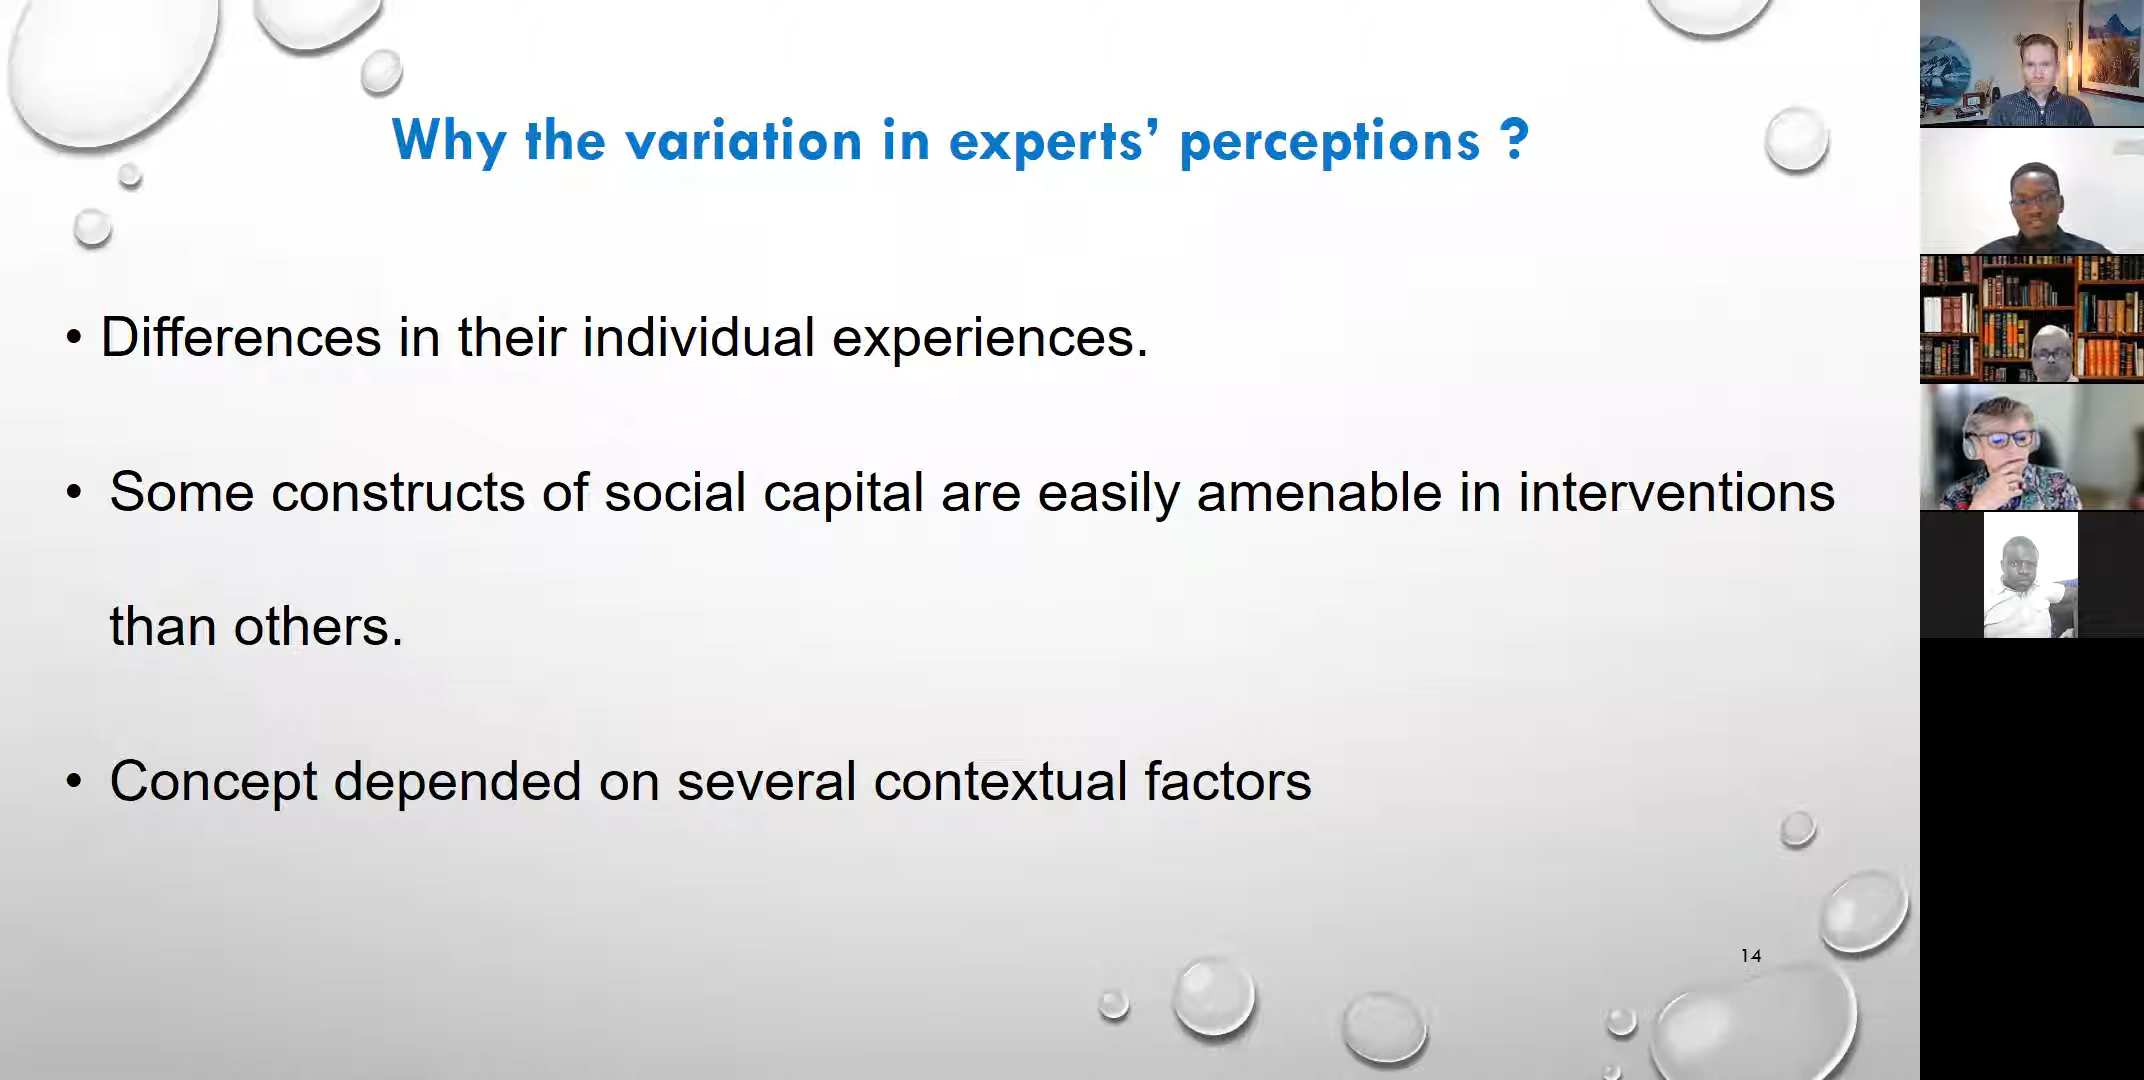 Why the variation in experts’ perceptions ?
• Differences in their individual experiences.
• Some constructs of social capital are easily amenable in interventions
than others.
• Concept depended on several contextual factors
14